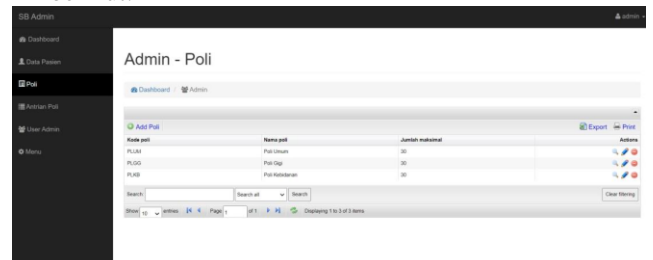 SB Admin
admin
Dashboard
Data Pasien
Poli
Antrian Poli
User Admin
Menu
Admin - Poli
Dashboard / Admin
Add Poli
Export Print
Kode poli Nama poli Jumlah maksimal Actions
PLUM Poli Umum 30
PLGG Poli Gigi 30
PLKB Poli Kebidanan 30
Search: Search all Search Clear filtering
Show 10 entries Page 1 of 1 Displaying 1 to 3 of 3 items